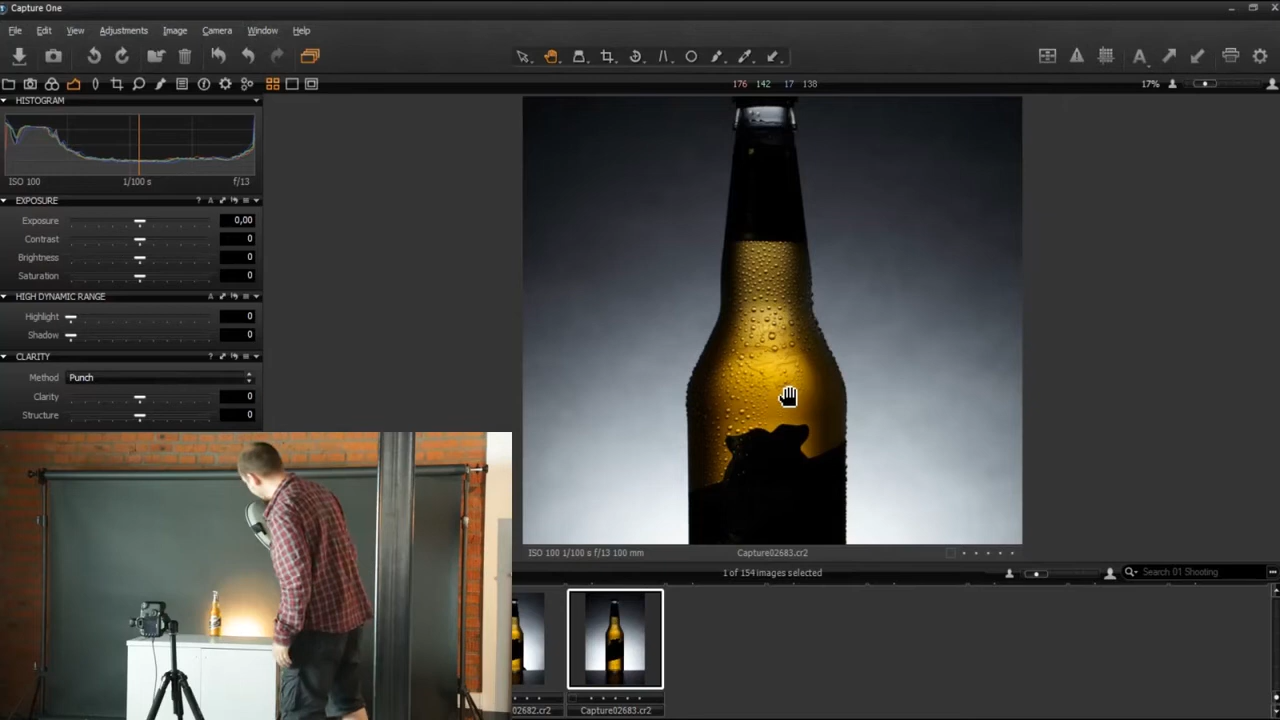 Capture One
File Edit View Adjustments Image Camera Window Help
176 142 17 138
17%
HISTOGRAM
ISO 100 1/100 s f/13
EXPOSURE
Exposure 0,00
Contrast 0
Brightness 0
Saturation 0
HIGH DYNAMIC RANGE
Highlight 0
Shadow 0
CLARITY
Method Punch
Clarity 0
Structure 0
ISO 100 1/100 s f/13 100 mm
Capture02683.cr2
1 of 154 images selected
Search 01 Shooting
02682.cr2
Capture02683.cr2